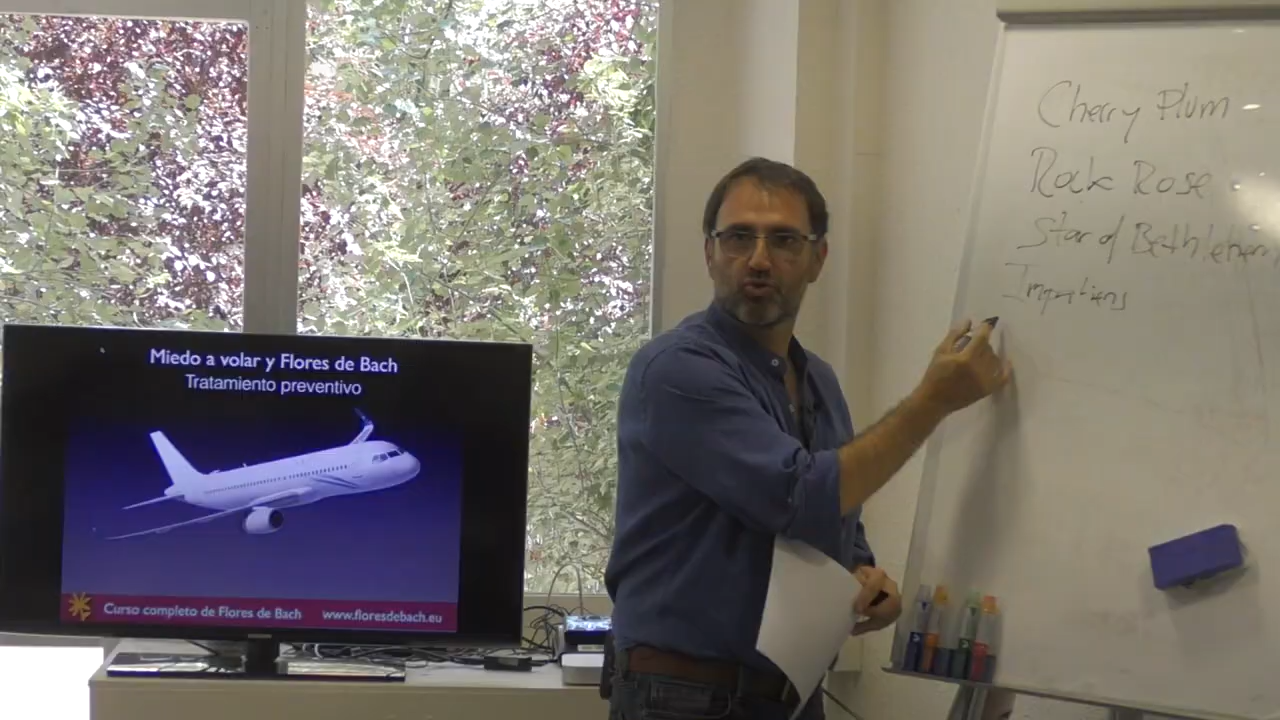 Miedo a volar y Flores de Bach
Tratamiento preventivo
Curso completo de Flores de Bach www.floresdebach.eu
Cherry Plum
Rock Rose
Star of Bethlehem
Impatiens